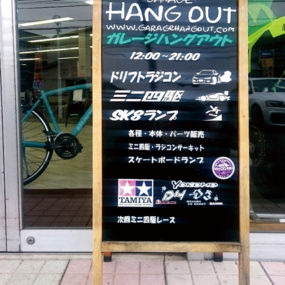 GARAGE
HANG OUT
WWW.GARAGEHANGOUT.COM
ガレージハングアウト
12:00~21:00
ドリフトラジコン
ミニ四駆
SK8ランプ
各種・本体・パーツ販売
ミニ四駆・ラジコンサーキット
スケートボードランプ
TAMIYA
YOKOMO
次回ミニ四駆レース